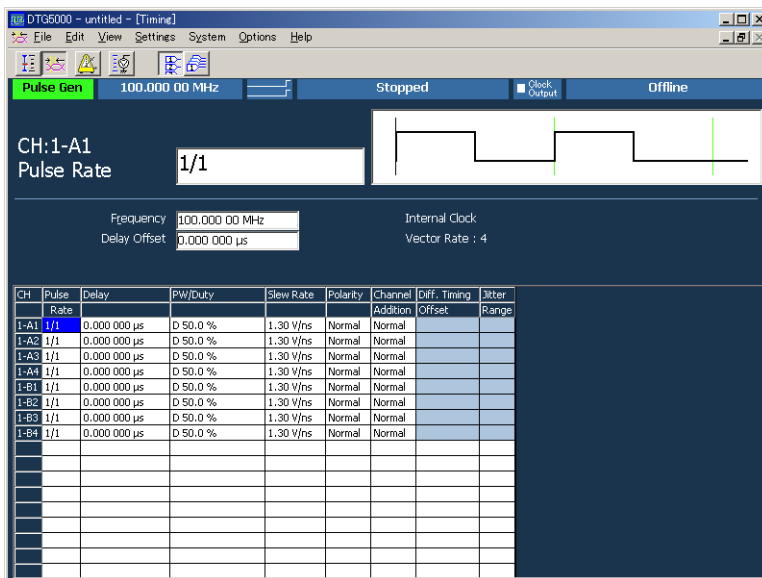 DTG5000 - untitled - [Timing]
File Edit View Settings System Options Help
Pulse Gen 100.000 00 MHz Stopped Clock Output Offline
CH:1-A1
Pulse Rate 1/1
Frequency 100.000 00 MHz Internal Clock
Delay Offset 0.000 000 µs Vector Rate : 4
CH Pulse Delay PW/Duty Slew Rate Polarity Channel Diff. Timing Jitter
Rate Addition Offset Range
1-A1 1/1 0.000 000 µs D 50.0 % 1.30 V/ns Normal Normal
1-A2 1/1 0.000 000 µs D 50.0 % 1.30 V/ns Normal Normal
1-A3 1/1 0.000 000 µs D 50.0 % 1.30 V/ns Normal Normal
1-A4 1/1 0.000 000 µs D 50.0 % 1.30 V/ns Normal Normal
1-B1 1/1 0.000 000 µs D 50.0 % 1.30 V/ns Normal Normal
1-B2 1/1 0.000 000 µs D 50.0 % 1.30 V/ns Normal Normal
1-B3 1/1 0.000 000 µs D 50.0 % 1.30 V/ns Normal Normal
1-B4 1/1 0.000 000 µs D 50.0 % 1.30 V/ns Normal Normal